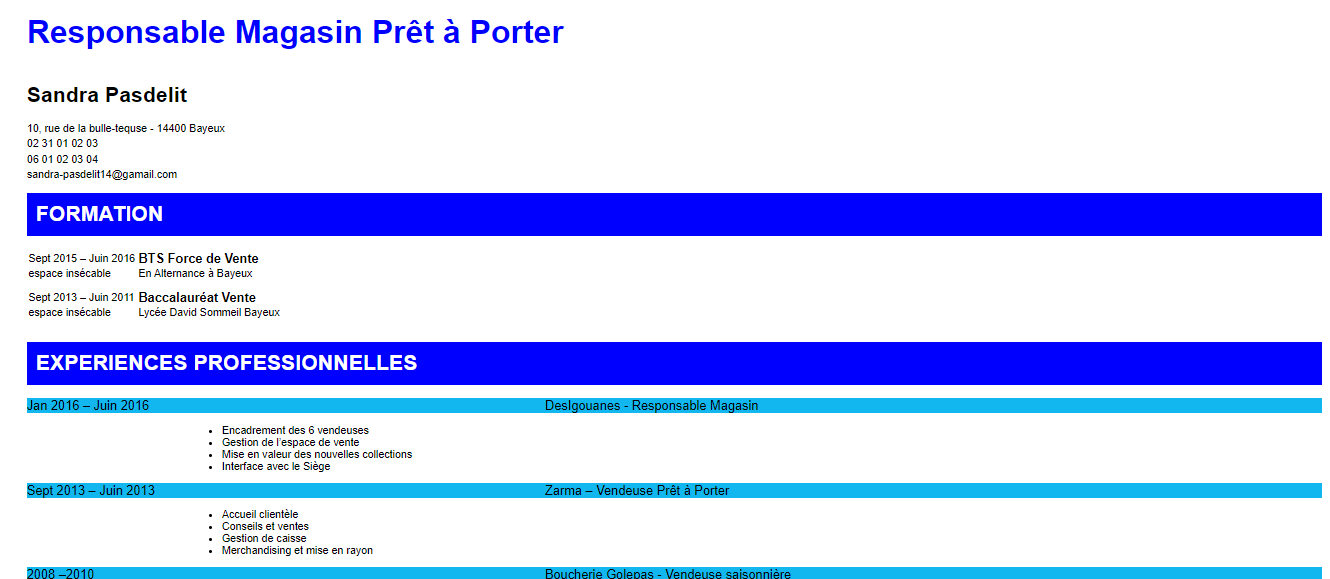 Responsable Magasin Prêt à Porter
Sandra Pasdelit
10, rue de la bulle-tequse - 14400 Bayeux
02 31 01 02 03
06 01 02 03 04
sandra-pasdelit14@gamail.com
FORMATION
Sept 2015 – Juin 2016 BTS Force de Vente
espace insécable En Alternance à Bayeux
Sept 2013 – Juin 2011 Baccalauréat Vente
espace insécable Lycée David Sommeil Bayeux
EXPERIENCES PROFESSIONNELLES
Jan 2016 – Juin 2016 Deslgouanes - Responsable Magasin
• Encadrement des 6 vendeuses
• Gestion de l'espace de vente
• Mise en valeur des nouvelles collections
• Interface avec le Siège
Sept 2013 – Juin 2013 Zarma – Vendeuse Prêt à Porter
• Accueil clientèle
• Conseils et ventes
• Gestion de caisse
• Merchandising et mise en rayon
2008 –2010 Boucherie Golepas - Vendeuse saisonnière